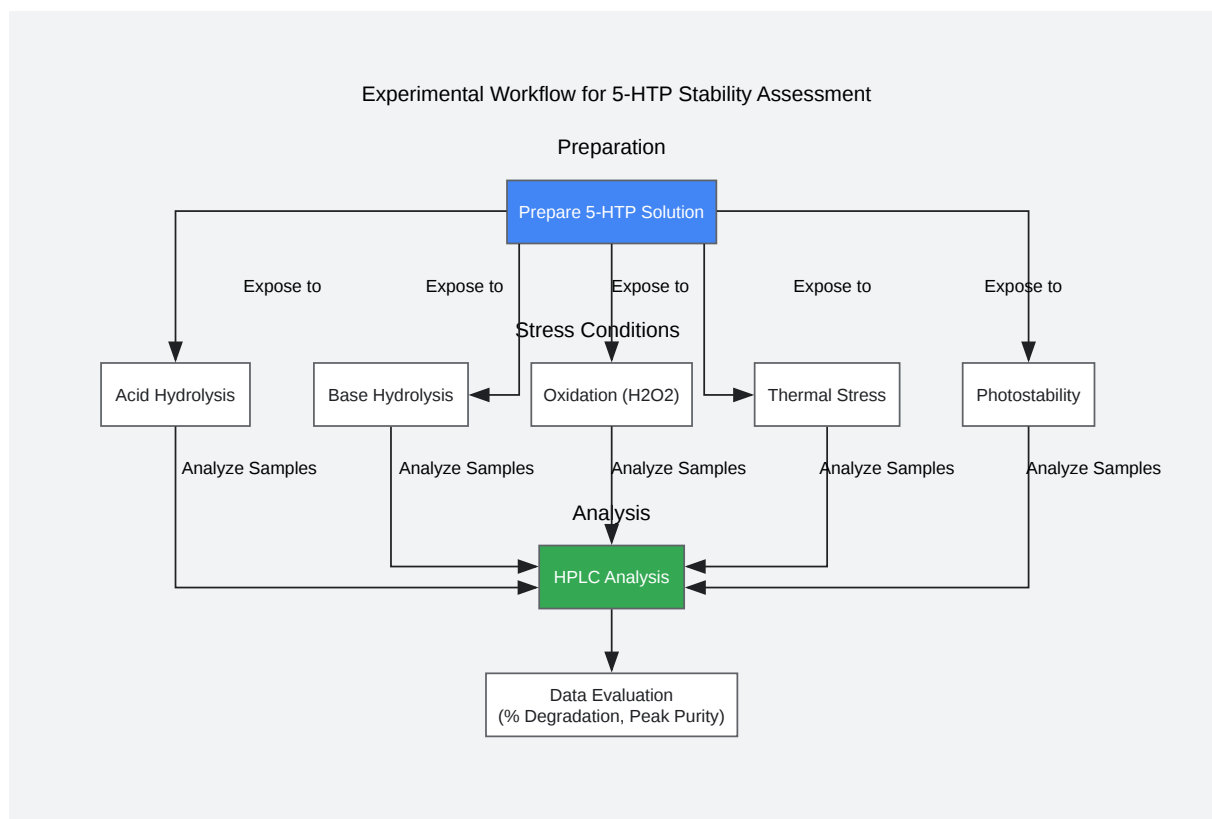 Experimental Workflow for 5-HTP Stability Assessment
Preparation
Prepare 5-HTP Solution
Expose to
Expose to
Expose to
Expose to
Expose to
Stress Conditions
Acid Hydrolysis
Base Hydrolysis
Oxidation (H2O2)
Thermal Stress
Photostability
Analyze Samples
Analyze Samples
Analyze Samples
Analyze Samples
Analyze Samples
Analysis
HPLC Analysis
Data Evaluation
(% Degradation, Peak Purity)